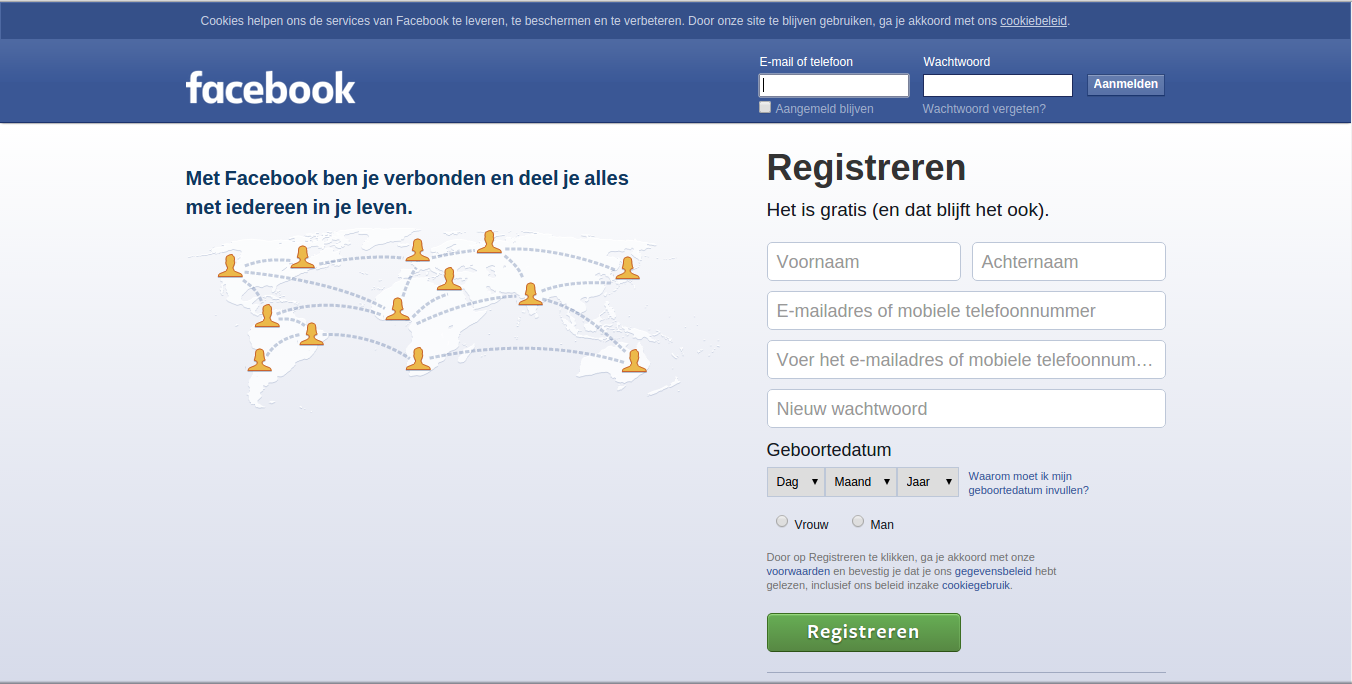 Cookies helpen ons de services van Facebook te leveren, te beschermen en te verbeteren. Door onze site te blijven gebruiken, ga je akkoord met ons cookiebeleid.
facebook
E-mail of telefoon
Wachtwoord
Aanmelden
Aangemeld blijven
Wachtwoord vergeten?
Met Facebook ben je verbonden en deel je alles
met iedereen in je leven.
Registreren
Het is gratis (en dat blijft het ook).
Voornaam
Achternaam
E-mailadres of mobiele telefoonnummer
Voer het e-mailadres of mobiele telefoonnum…
Nieuw wachtwoord
Geboortedatum
Dag
Maand
Jaar
Waarom moet ik mijn
geboortedatum invullen?
Vrouw
Man
Door op Registreren te klikken, ga je akkoord met onze
voorwaarden en bevestig je dat je ons gegevensbeleid hebt
gelezen, inclusief ons beleid inzake cookiegebruik.
Registreren